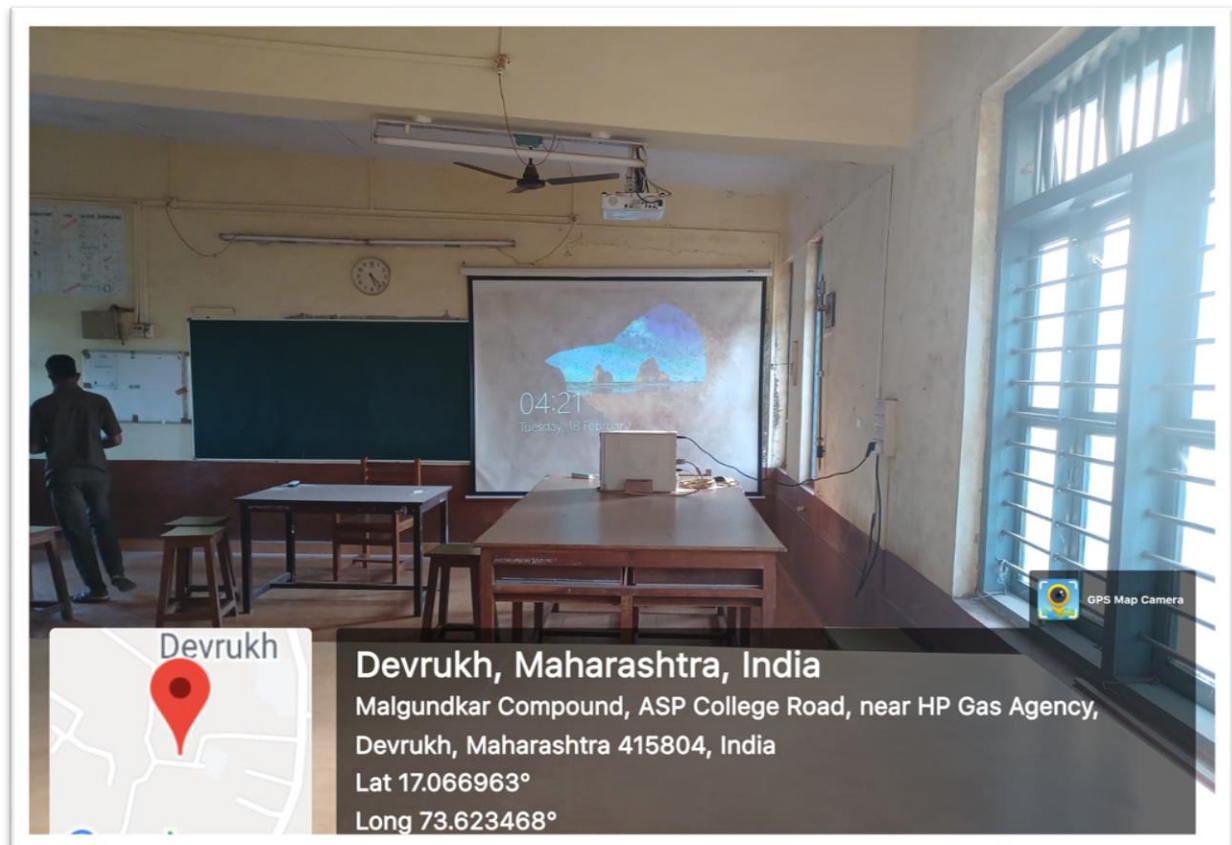 04:21
Tuesday, 18 February
GPS Map Camera
Devrukh
Devrukh, Maharashtra, India
Malgundkar Compound, ASP College Road, near HP Gas Agency,
Devrukh, Maharashtra 415804, India
Lat 17.066963°
Long 73.623468°